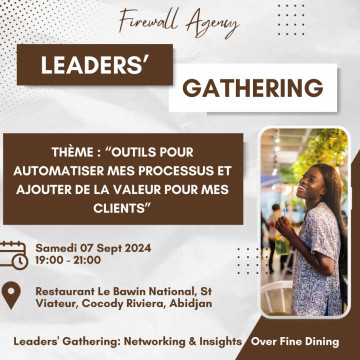 Firewall Agency
LEADERS’
GATHERING
THÈME : “OUTILS POUR
AUTOMATISER MES PROCESSUS ET
AJOUTER DE LA VALEUR POUR MES
CLIENTS”
Samedi 07 Sept 2024
19:00 - 21:00
Restaurant Le Bawin National, St
Viateur, Cocody Riviera, Abidjan
Leaders' Gathering: Networking & Insights Over Fine Dining